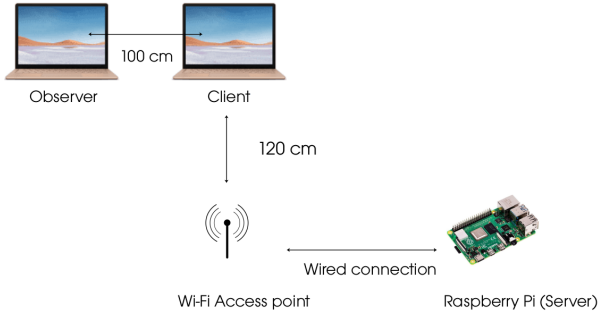 100 cm
Observer
Client
120 cm
Wired connection
Wi-Fi Access point
Raspberry Pi (Server)